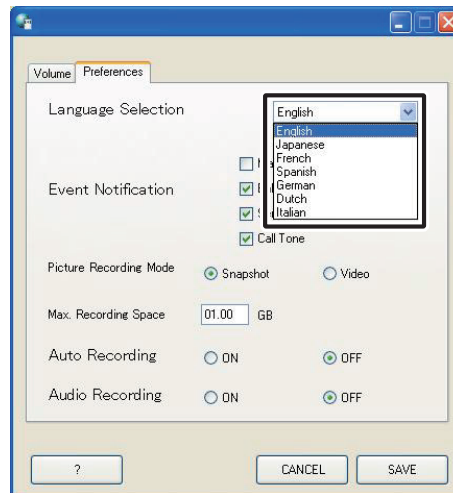 Volume Preferences
Language Selection
English
English
Japanese
French
Spanish
German
Dutch
Italian
Event Notification
Call Tone
Picture Recording Mode Snapshot Video
Max. Recording Space 01.00 GB
Auto Recording ON OFF
Audio Recording ON OFF
? CANCEL SAVE